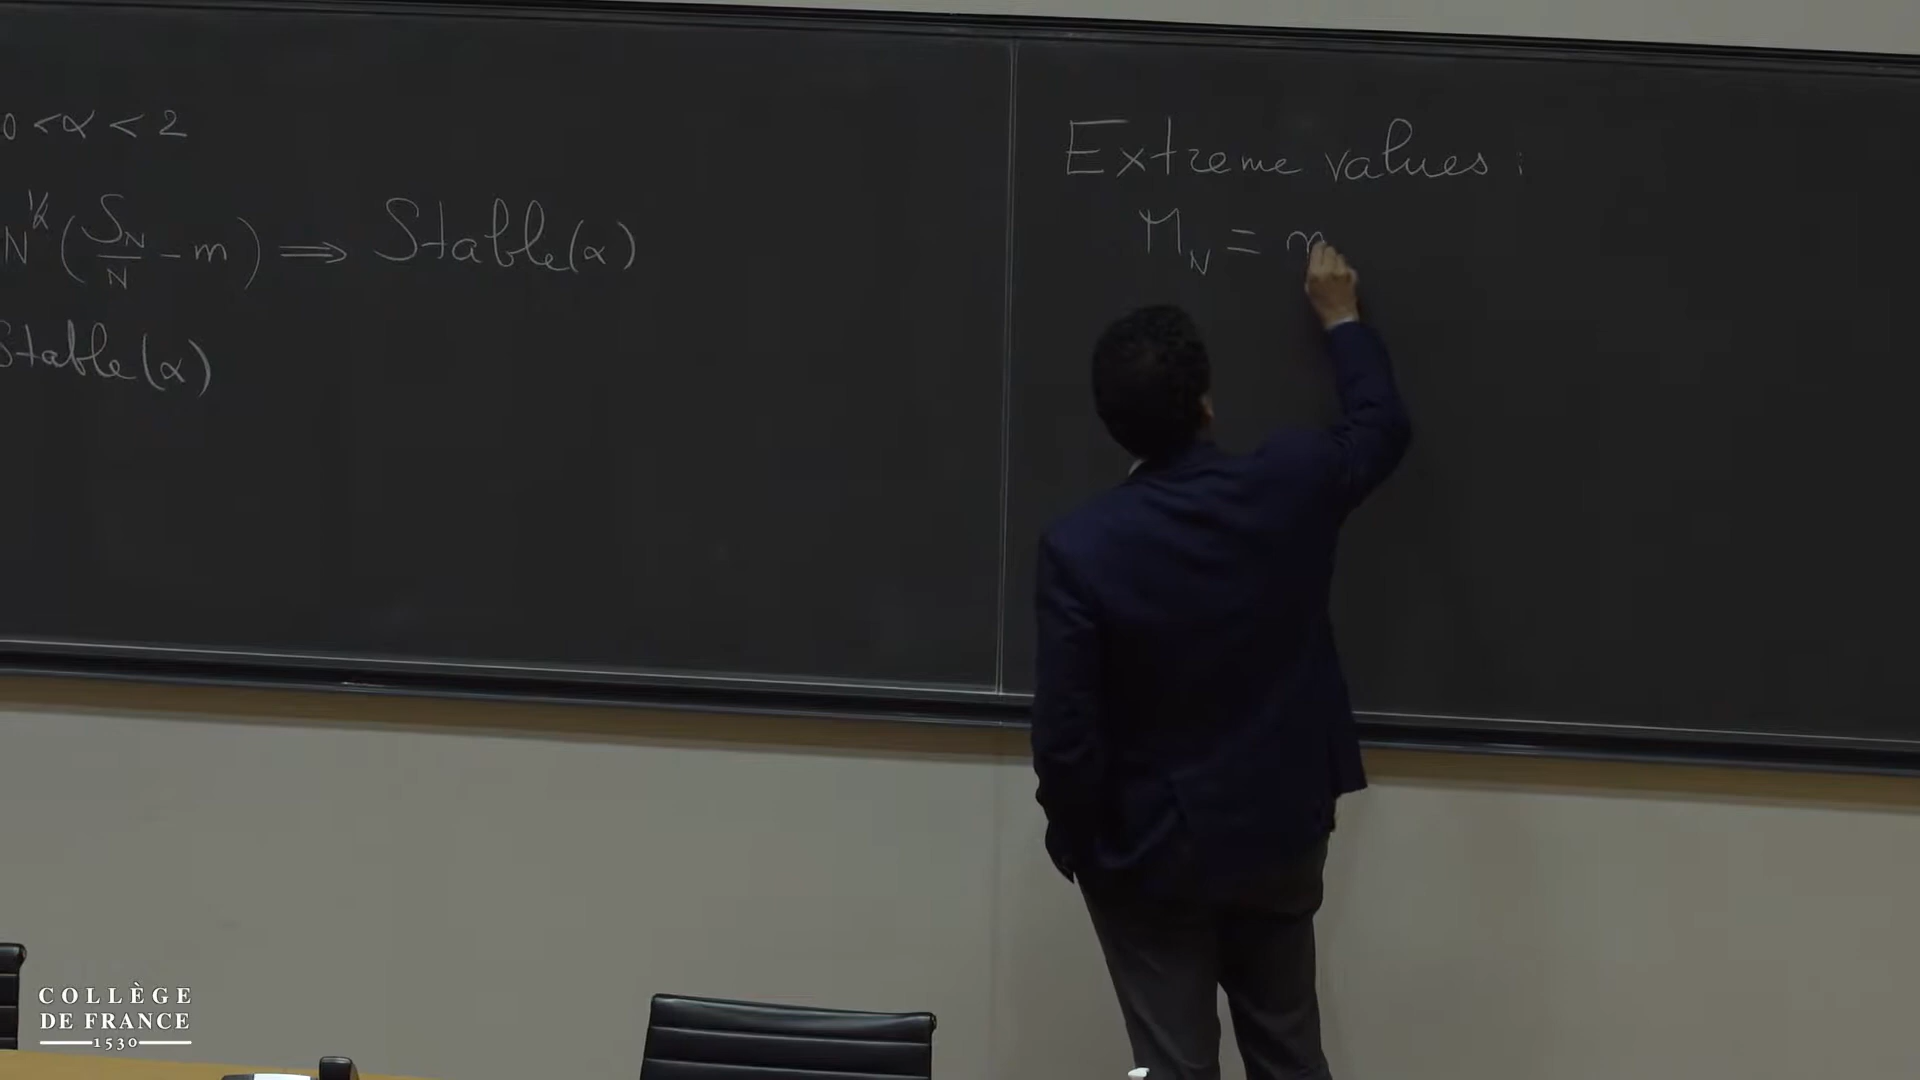 0 < α < 2
N^{1/α} (S_N/N - m) ⟹ Stable(α)
Stable(α)
Extreme values :
M_N = m
COLLÈGE
DE FRANCE
1530